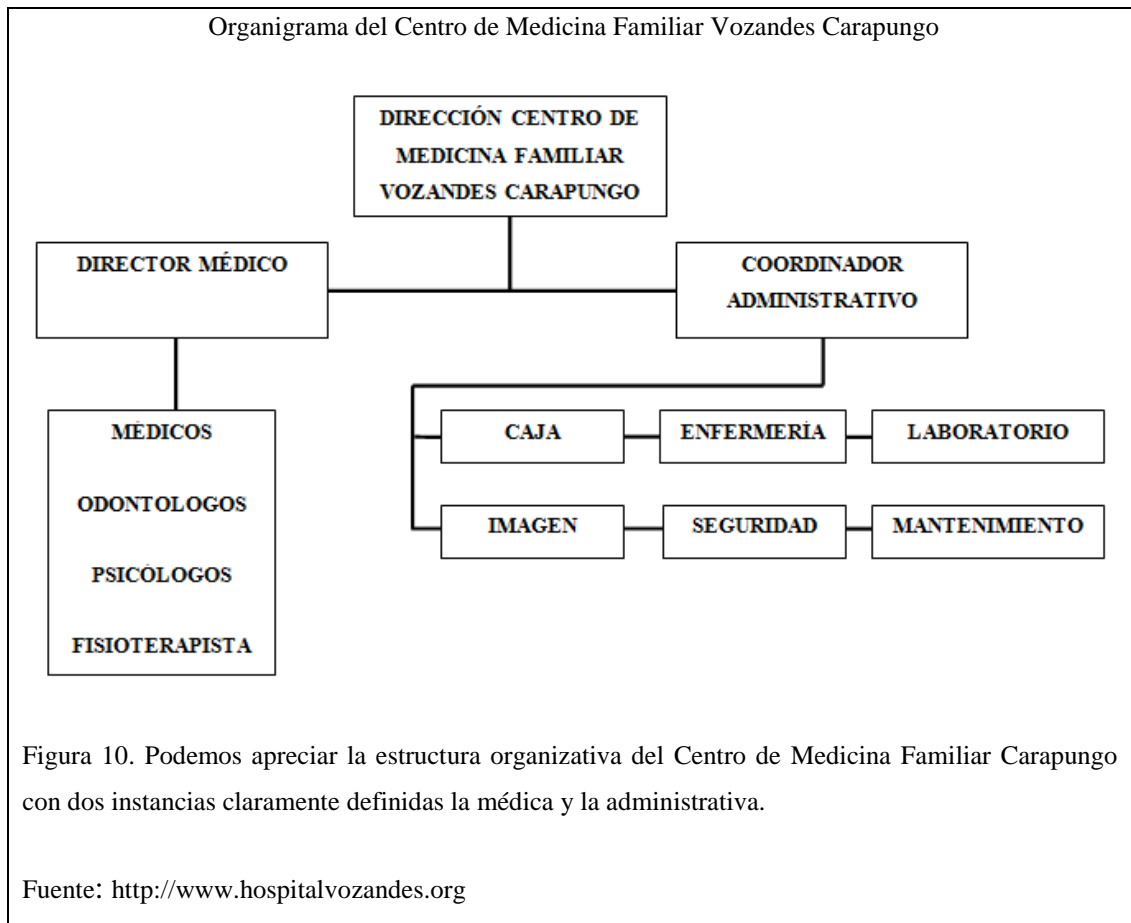 Organigrama del Centro de Medicina Familiar Vozandes Carapungo
DIRECCIÓN CENTRO DE
MEDICINA FAMILIAR
VOZANDES CARAPUNGO
DIRECTOR MÉDICO
COORDINADOR
ADMINISTRATIVO
MÉDICOS
ODONTOLOGOS
PSICÓLOGOS
FISIOTERAPISTA
CAJA
ENFERMERÍA
LABORATORIO
IMAGEN
SEGURIDAD
MANTENIMIENTO
Figura 10. Podemos apreciar la estructura organizativa del Centro de Medicina Familiar Carapungo
con dos instancias claramente definidas la médica y la administrativa.
Fuente: http://www.hospitalvozandes.org